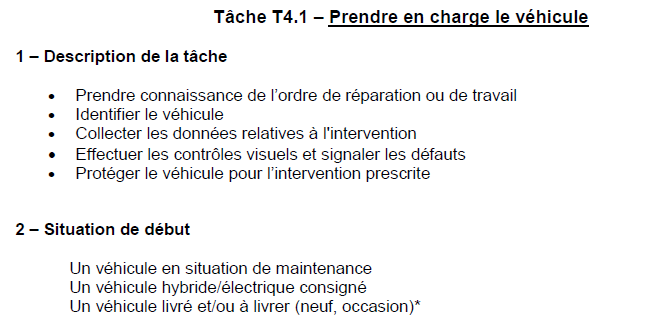 Tâche T4.1 – Prendre en charge le véhicule
1 – Description de la tâche
• Prendre connaissance de l’ordre de réparation ou de travail
• Identifier le véhicule
• Collecter les données relatives à l'intervention
• Effectuer les contrôles visuels et signaler les défauts
• Protéger le véhicule pour l’intervention prescrite
2 – Situation de début
Un véhicule en situation de maintenance
Un véhicule hybride/électrique consigné
Un véhicule livré et/ou à livrer (neuf, occasion)*